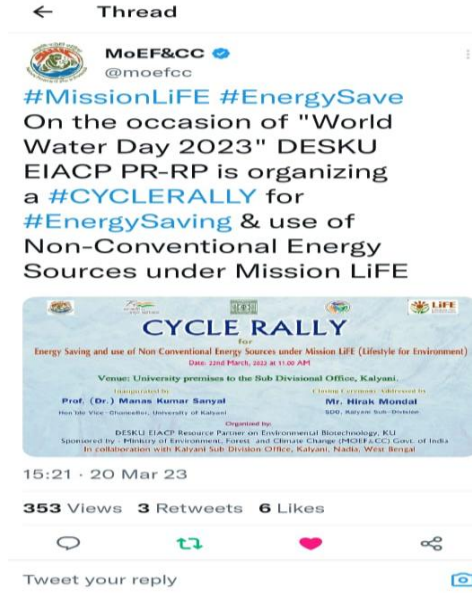 Thread
MoEF&CC
@moefcc
#MissionLiFE #EnergySave
On the occasion of "World
Water Day 2023" DESKU
EIACP PR-RP is organizing
a #CYCLERALLY for
#EnergySaving & use of
Non-Conventional Energy
Sources under Mission LiFE
LiFE
CYCLE RALLY
for
Energy Saving and use of Non Conventional Energy Sources under Mission LiFE (Lifestyle for Environment)
Date: 22nd March, 2023 at 11.00 AM
Venue: University premises to the Sub Divisional Office, Kalyani.
Inaugurated by
Closing Ceremony Addressed by
Prof. (Dr.) Manas Kumar Sanyal
Mr. Hirak Mondal
Hon'ble Vice - Chancellor, University of Kalyani
SDO, Kalyani Sub-Division
Organized by:
DESKU EIACP Resource Partner on Environmental Biotechnology, KU
Sponsored by - Ministry of Environment, Forest and Climate Change (MOEF&CC) Govt. of India
In collaboration with Kalyani Sub Division Office, Kalyani, Nadia, West Bengal
15:21 · 20 Mar 23
353 Views 3 Retweets 6 Likes
Tweet your reply